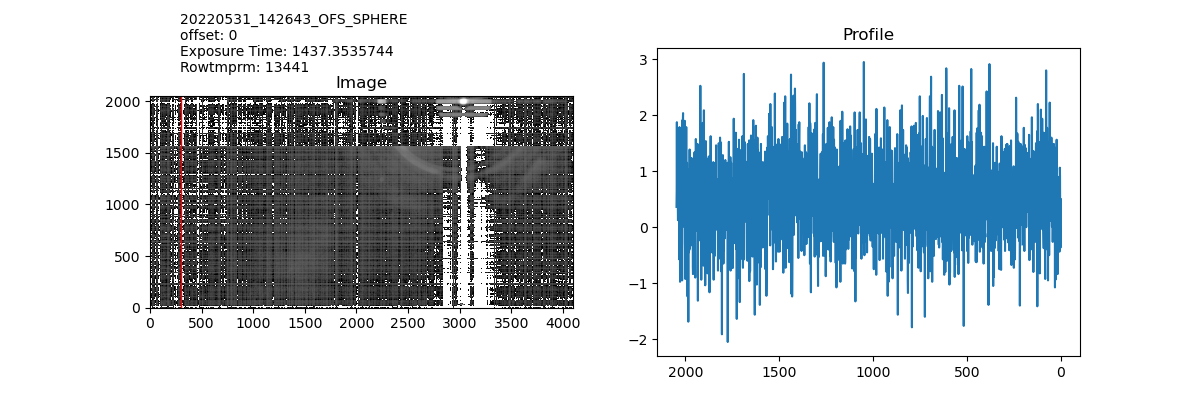 20220531_142643_OFS_SPHERE
offset: 0
Exposure Time: 1437.3535744
Rowtmprm: 13441
Image
2000
1500
1000
500
0
0 500 1000 1500 2000 2500 3000 3500 4000
Profile
3
2
1
0
−1
−2
2000 1500 1000 500 0